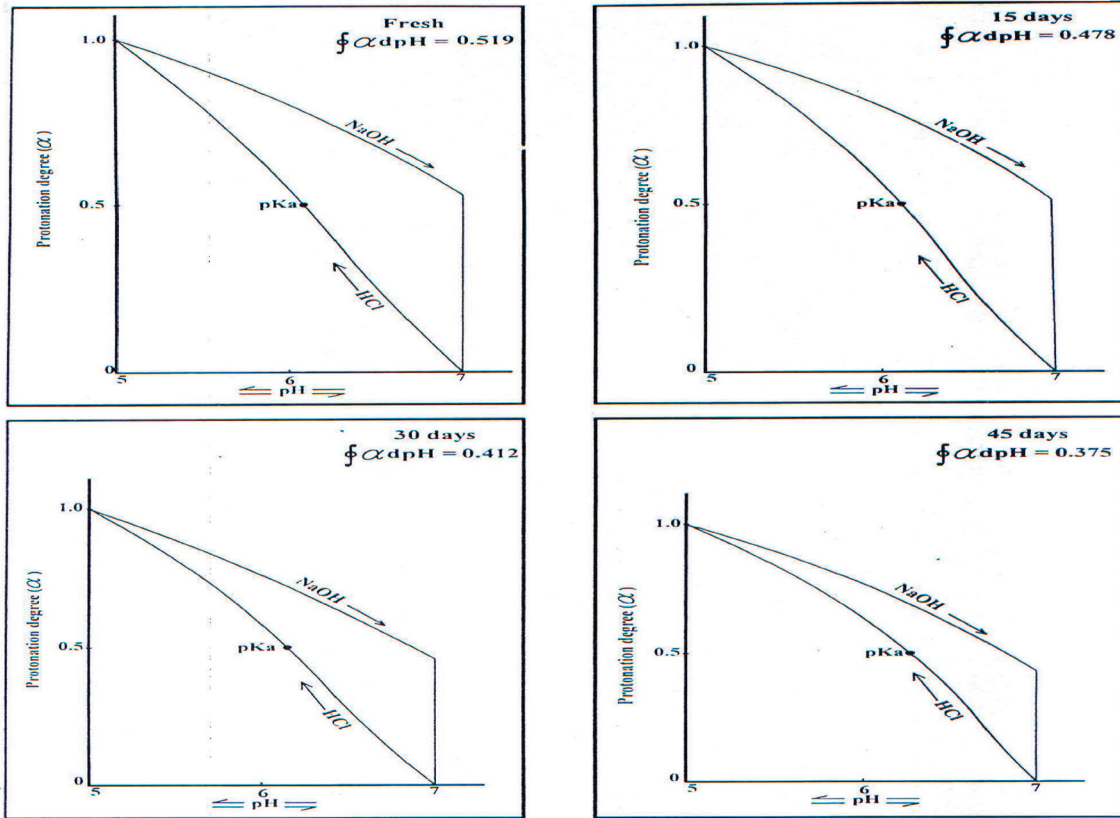 Fresh
∮ αdpH = 0.519
1.0
NaOH
Protonation degree(α)
0.5
pKa
HCl
0
5
6
7
pH
15 days
∮ αdpH = 0.478
1.0
NaOH
Protonation degree(α)
0.5
pKa
HCl
0
5
6
7
pH
30 days
∮ αdpH = 0.412
1.0
NaOH
Protonation degree(α)
0.5
pKa
HCl
0
5
6
7
pH
45 days
∮ αdpH = 0.375
1.0
NaOH
Protonation degree(α)
0.5
pKa
HCl
0
5
6
7
pH